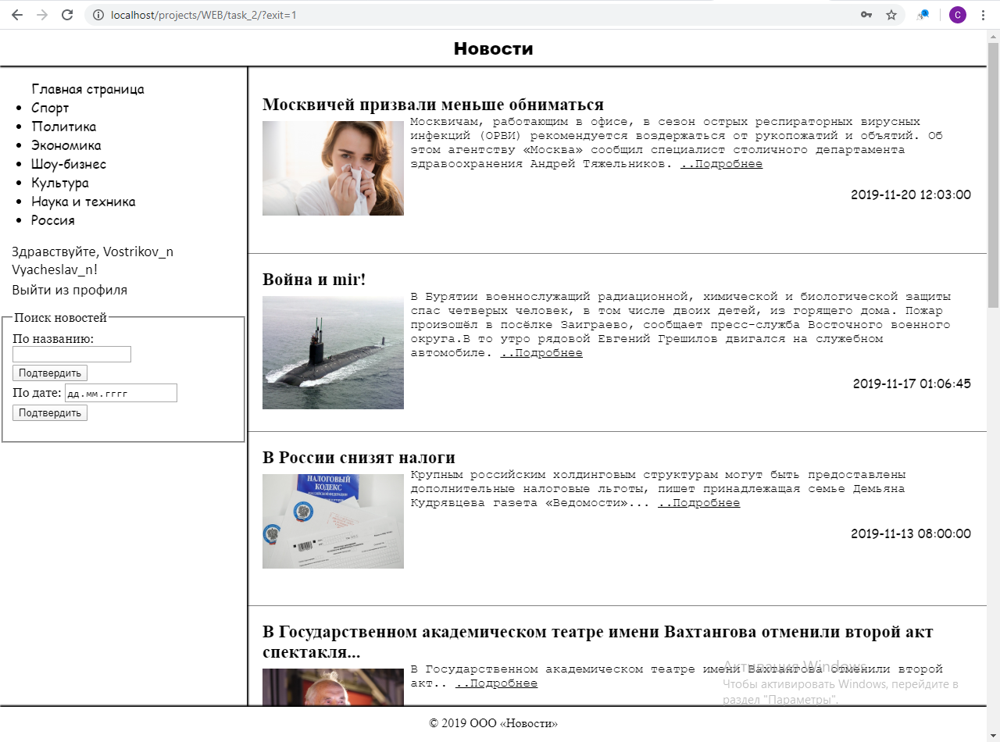 localhost/projects/WEB/task_2/?exit=1
C
Новости
Главная страница
Спорт
Политика
Экономика
Шоу-бизнес
Культура
Наука и техника
Россия
Здравствуйте, Vostrikov_n
Vyacheslav_n!
Выйти из профиля
Поиск новостей
По названию:
Подтвердить
По дате: дд.мм.гггг
Подтвердить
Москвичей призвали меньше обниматься
Москвичам, работающим в офисе, в сезон острых респираторных вирусных
инфекций (ОРВИ) рекомендуется воздержаться от рукопожатий и объятий. Об
этом агентству «Москва» сообщил специалист столичного департамента
здравоохранения Андрей Тяжельников. ..Подробнее
2019-11-20 12:03:00
Война и mir!
В Бурятии военнослужащий радиационной, химической и биологической защиты
спас четверых человек, в том числе двоих детей, из горящего дома. Пожар
произошёл в посёлке Заиграево, сообщает пресс-служба Восточного военного
округа.В то утро рядовой Евгений Грешилов двигался на служебном
автомобиле. ..Подробнее
2019-11-17 01:06:45
В России снизят налоги
НАЛОГОВЫЙ
КОДЕКС
Крупным российским холдинговым структурам могут быть предоставлены
дополнительные налоговые льготы, пишет принадлежащая семье Демьяна
Кудрявцева газета «Ведомости»... ..Подробнее
2019-11-13 08:00:00
В Государственном академическом театре имени Вахтангова отменили второй акт
спектакля...
В Государственном академическом театре имени Вахтангова отменили второй
акт.. ..Подробнее
Активация Windows
Чтобы активировать Windows, перейдите в
раздел "Параметры".
© 2019 ООО «Новости»